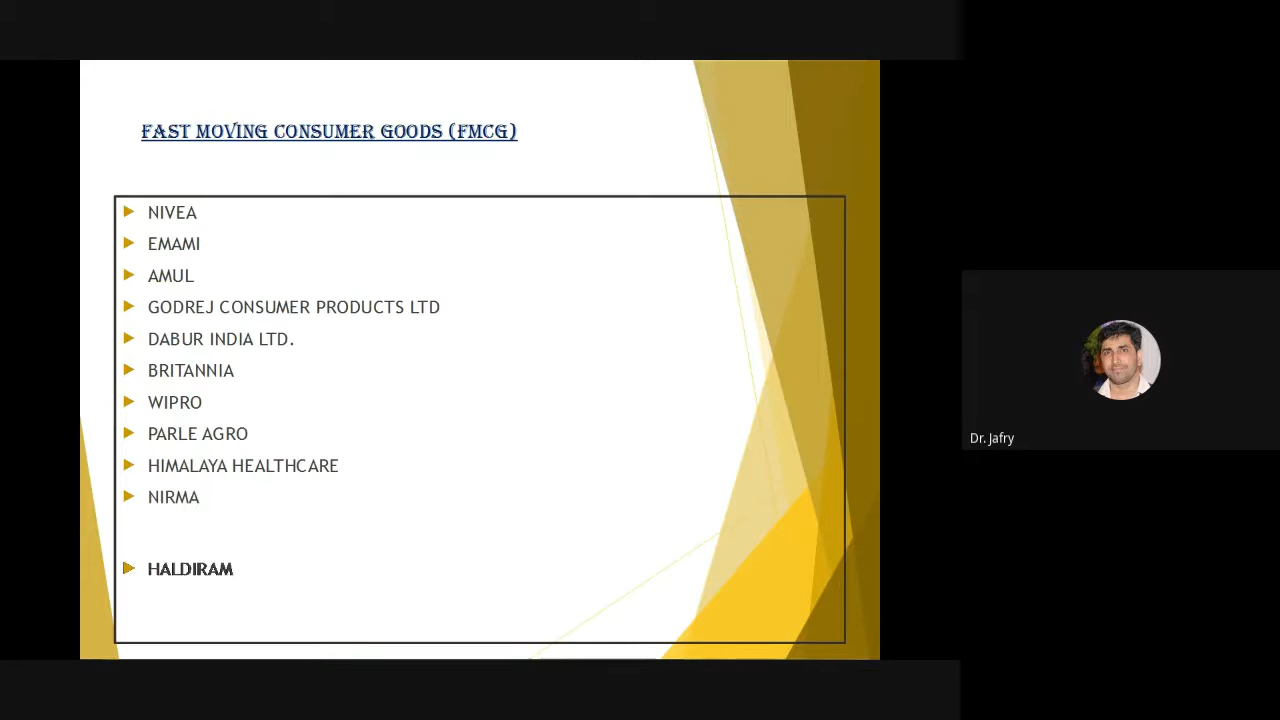 FAST MOVING CONSUMER GOODS (FMCG)
NIVEA
EMAMI
AMUL
GODREJ CONSUMER PRODUCTS LTD
DABUR INDIA LTD.
BRITANNIA
WIPRO
PARLE AGRO
HIMALAYA HEALTHCARE
NIRMA
HALDIRAM
Dr. Jafry